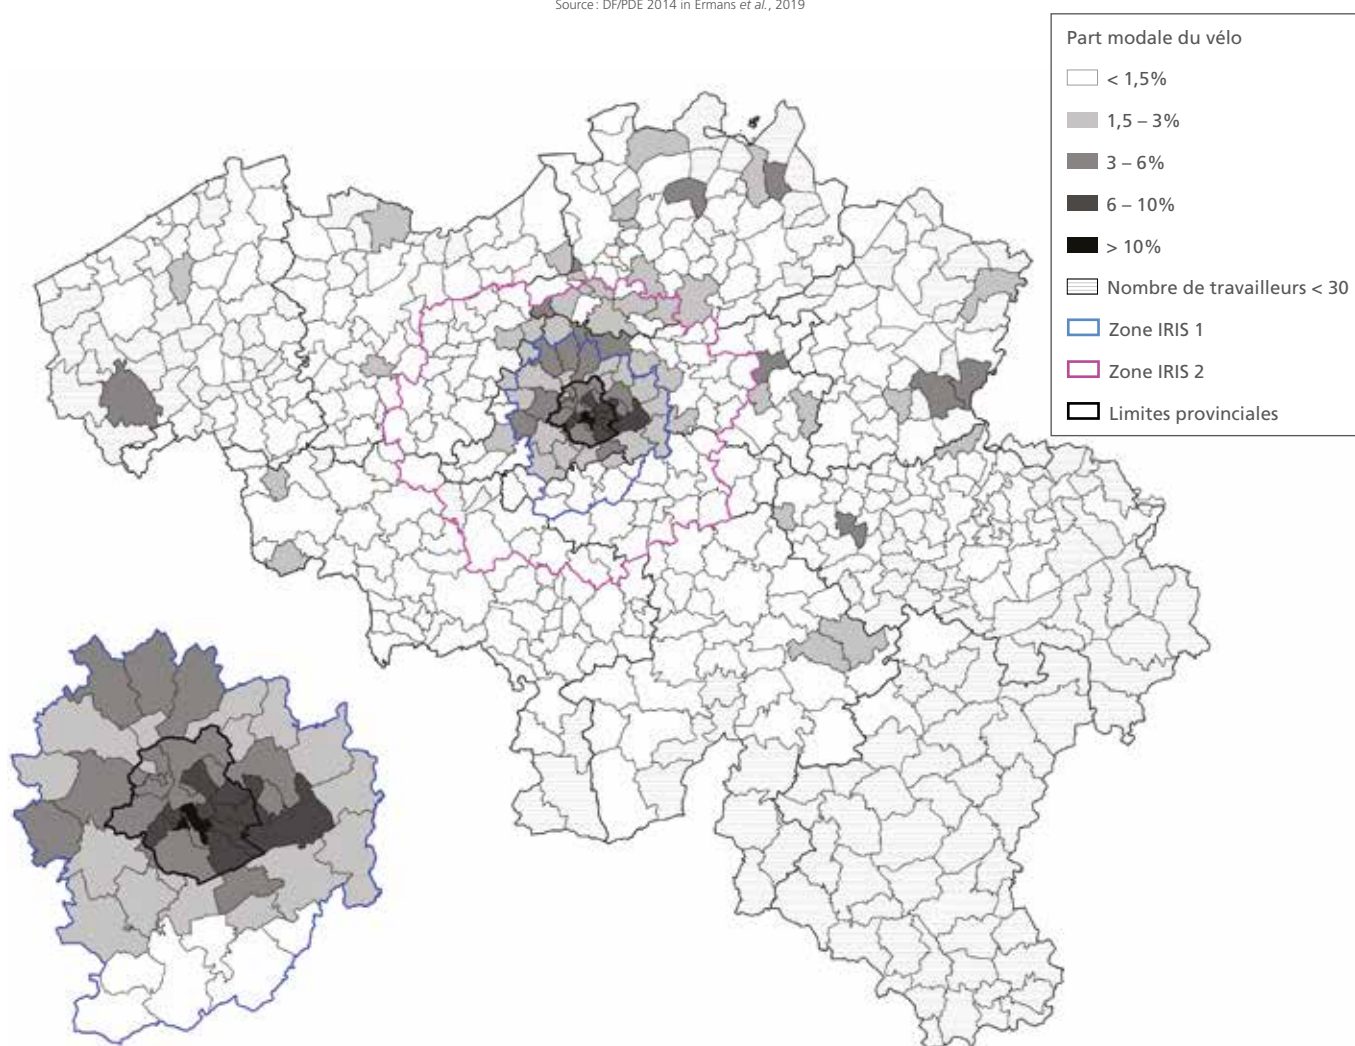 Source : DF/PDE 2014 in Ermans et al., 2019
Part modale du vélo
< 1,5%
1,5 – 3%
3 – 6%
6 – 10%
> 10%
Nombre de travailleurs < 30
Zone IRIS 1
Zone IRIS 2
Limites provinciales